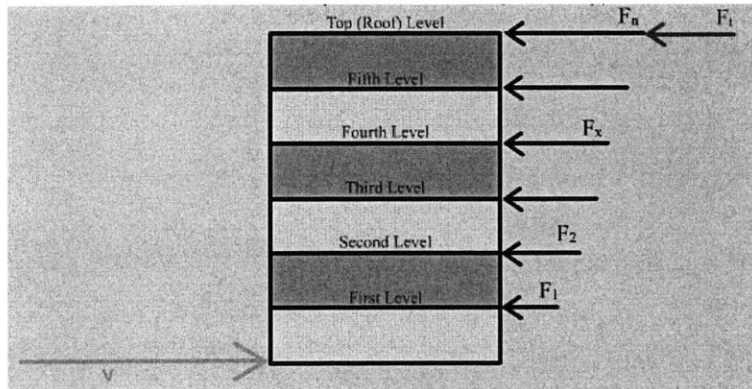 Top (Roof) Level
Fn
Ft
Fifth Level
Fourth Level
Fx
Third Level
Second Level
F2
First Level
F1
V